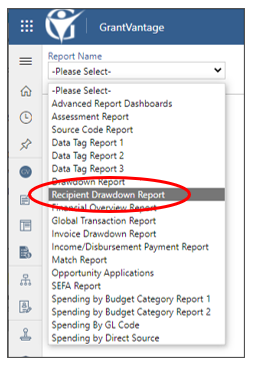 GrantVantage
Report Name
-Please Select-
-Please Select-
Advanced Report Dashboards
Assessment Report
Source Code Report
Data Tag Report 1
Data Tag Report 2
Data Tag Report 3
Drawdown Report
Recipient Drawdown Report
Financial Overview Report
Global Transaction Report
Invoice Drawdown Report
Income/Disbursement Payment Report
Match Report
Opportunity Applications
SEFA Report
Spending by Budget Category Report 1
Spending by Budget Category Report 2
Spending By GL Code
Spending by Direct Source